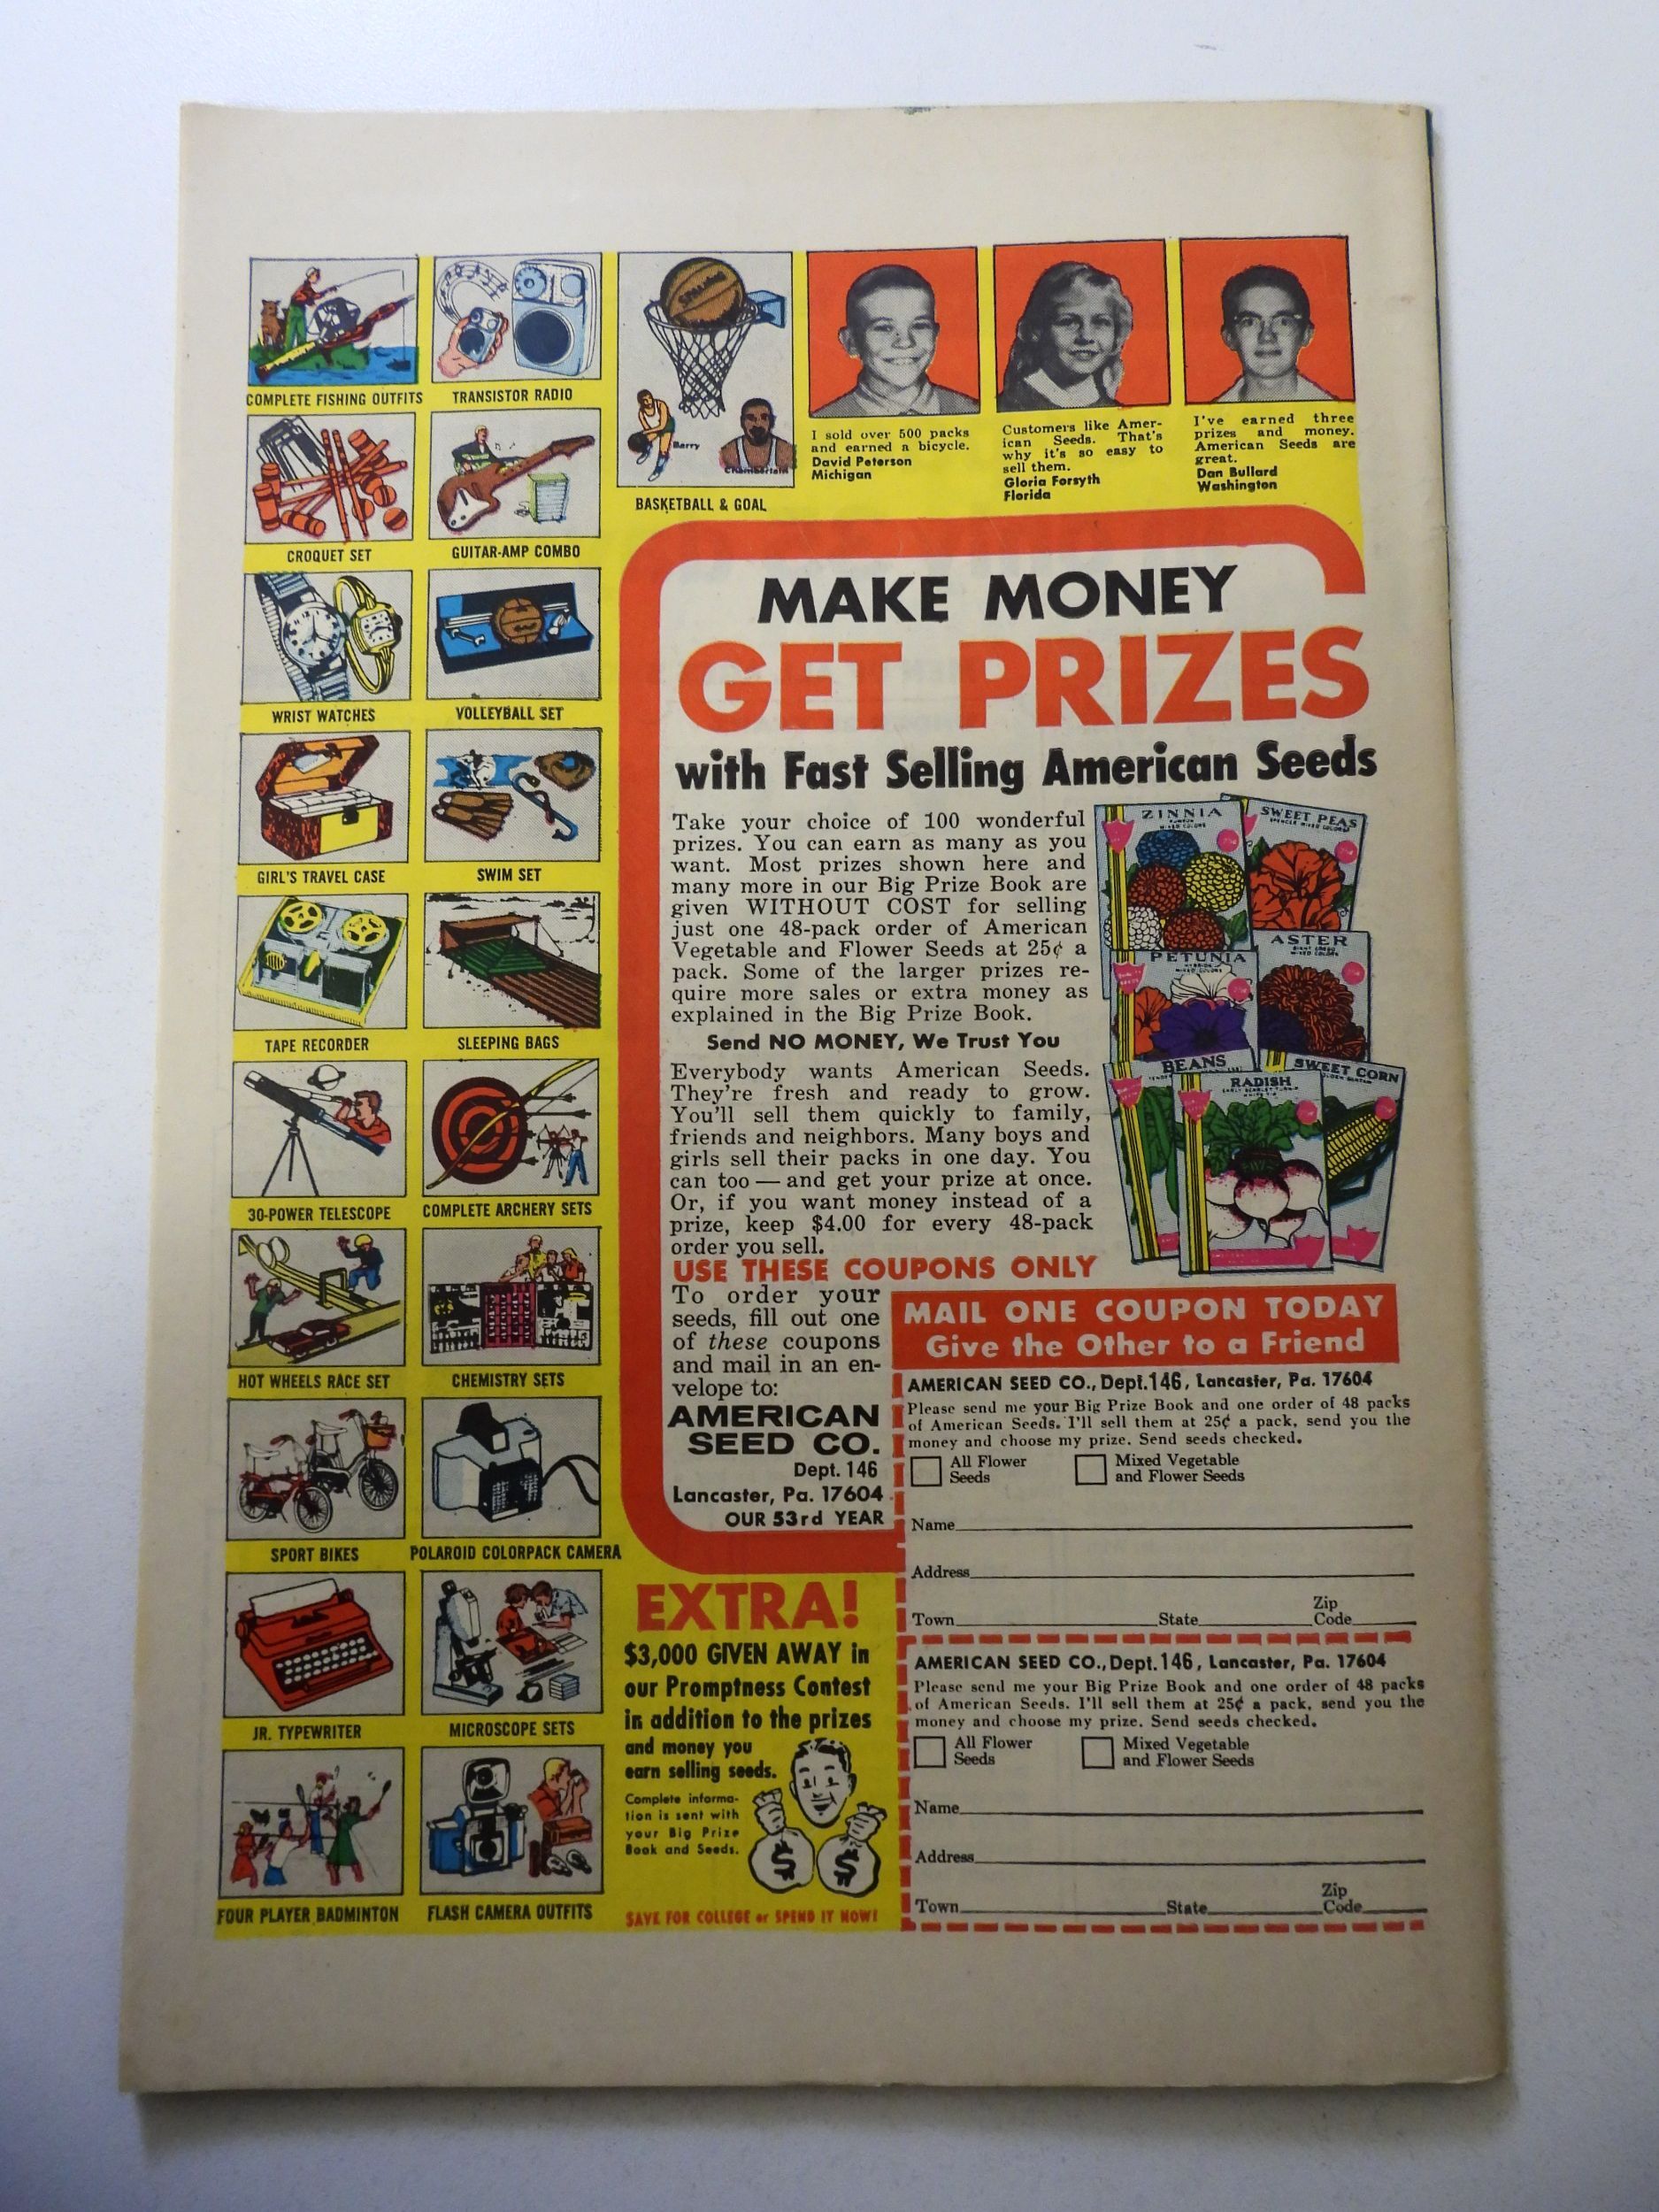 COMPLETE FISHING OUTFITS
TRANSISTOR RADIO
CROQUET SET
GUITAR-AMP COMBO
WRIST WATCHES
VOLLEYBALL SET
GIRL'S TRAVEL CASE
SWIM SET
TAPE RECORDER
SLEEPING BAGS
30-POWER TELESCOPE
COMPLETE ARCHERY SETS
HOT WHEELS RACE SET
CHEMISTRY SETS
SPORT BIKES
POLAROID COLORPACK CAMERA
JR. TYPEWRITER
MICROSCOPE SETS
FOUR PLAYER BADMINTON
FLASH CAMERA OUTFITS
SPALDING
Barry
Chamberlain
BASKETBALL & GOAL
I sold over 500 packs
and earned a bicycle.
David Peterson
Michigan
Customers like Amer-
ican Seeds. That's
why it's so easy to
sell them.
Gloria Forsyth
Florida
I've earned three
prizes and money.
American Seeds are
great.
Dan Bullard
Washington
MAKE MONEY
GET PRIZES
with Fast Selling American Seeds
Take your choice of 100 wonderful
prizes. You can earn as many as you
want. Most prizes shown here and
many more in our Big Prize Book are
given WITHOUT COST for selling
just one 48-pack order of American
Vegetable and Flower Seeds at 25¢ a
pack. Some of the larger prizes re-
quire more sales or extra money as
explained in the Big Prize Book.
Send NO MONEY, We Trust You
Everybody wants American Seeds.
They're fresh and ready to grow.
You'll sell them quickly to family,
friends and neighbors. Many boys and
girls sell their packs in one day. You
can too — and get your prize at once.
Or, if you want money instead of a
prize, keep $4.00 for every 48-pack
order you sell.
ZINNIA
MIXED COLORS
SWEET PEAS
SPENCER MIXED COLORS
PETUNIA
MIXED COLORS
ASTER
MIXED COLORS
BEANS
RADISH
SWEET CORN
USE THESE COUPONS ONLY
To order your
seeds, fill out one
of these coupons
and mail in an en-
velope to:
AMERICAN
SEED CO.
Dept. 146
Lancaster, Pa. 17604
OUR 53rd YEAR
EXTRA!
$3,000 GIVEN AWAY in
our Promptness Contest
in addition to the prizes
and money you
earn selling seeds.
Complete informa-
tion is sent with
your Big Prize
Book and Seeds.
$ $
SAVE FOR COLLEGE or SPEND IT NOW!
MAIL ONE COUPON TODAY
Give the Other to a Friend
AMERICAN SEED CO., Dept. 146, Lancaster, Pa. 17604
Please send me your Big Prize Book and one order of 48 packs
of American Seeds. I'll sell them at 25¢ a pack, send you the
money and choose my prize. Send seeds checked.
All Flower
Seeds
Mixed Vegetable
and Flower Seeds
Name
Address
Town State Zip
Code
AMERICAN SEED CO., Dept. 146, Lancaster, Pa. 17604
Please send me your Big Prize Book and one order of 48 packs
of American Seeds. I'll sell them at 25¢ a pack, send you the
money and choose my prize. Send seeds checked.
All Flower
Seeds
Mixed Vegetable
and Flower Seeds
Name
Address
Town State Zip
Code